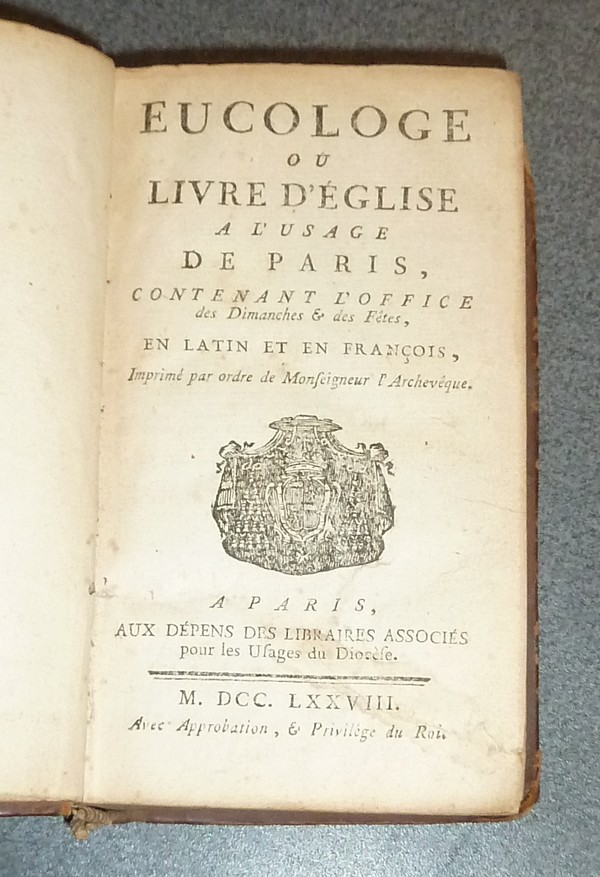 EUCOLOGE
OU
LIVRE D'ÉGLISE
A L'USAGE
DE PARIS,
CONTENANT L'OFFICE
des Dimanches & des Fêtes,
EN LATIN ET EN FRANÇOIS,
Imprimé par ordre de Monſeigneur l'Archevêque.
A PARIS,
AUX DÉPENS DES LIBRAIRES ASSOCIÉS
pour les Uſages du Diocèſe.
M. DCC. LXXVIII.
Avec Approbation, & Privilége du Roi.